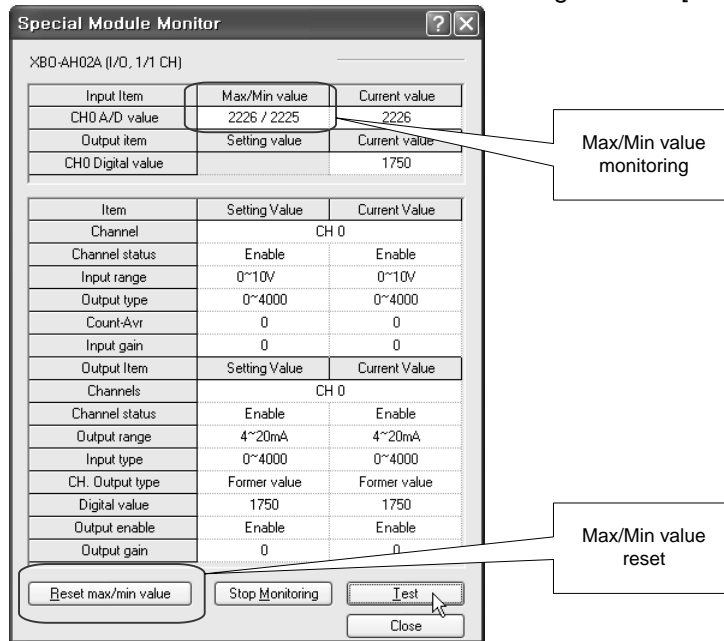 Special Module Monitor
XBO-AH02A (I/O, 1/1 CH)
Input Item Max/Min value Current value
CH0 A/D value 2226 / 2225 2226
Output item Setting value Current value
CH0 Digital value 1750
Max/Min value
monitoring
Item Setting Value Current Value
Channel CH 0
Channel status Enable Enable
Input range 0~10V 0~10V
Output type 0~4000 0~4000
Count-Avr 0 0
Input gain 0 0
Output Item Setting Value Current Value
Channels CH 0
Channel status Enable Enable
Output range 4~20mA 4~20mA
Input type 0~4000 0~4000
CH. Output type Former value Former value
Digital value 1750 1750
Output enable Enable Enable
Output gain 0 0
Max/Min value
reset
Reset max/min value Stop Monitoring Test
Close